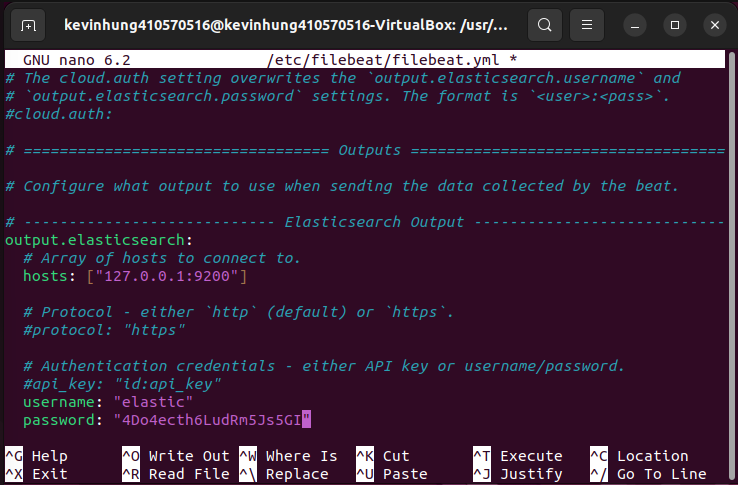 kevinhung410570516@kevinhung410570516-VirtualBox: /usr/...
GNU nano 6.2 /etc/filebeat/filebeat.yml *
# The cloud.auth setting overwrites the `output.elasticsearch.username` and
# `output.elasticsearch.password` settings. The format is `<user>:<pass>`.
#cloud.auth:
# ================================== Outputs ===================================
# Configure what output to use when sending the data collected by the beat.
# ---------------------------- Elasticsearch Output ----------------------------
output.elasticsearch:
# Array of hosts to connect to.
hosts: ["127.0.0.1:9200"]
# Protocol - either `http` (default) or `https`.
#protocol: "https"
# Authentication credentials - either API key or username/password.
#api_key: "id:api_key"
username: "elastic"
password: "4Do4ecth6LudRm5Js5GI"
^G Help ^O Write Out ^W Where Is ^K Cut ^T Execute ^C Location
^X Exit ^R Read File ^\ Replace ^U Paste ^J Justify ^/ Go To Line